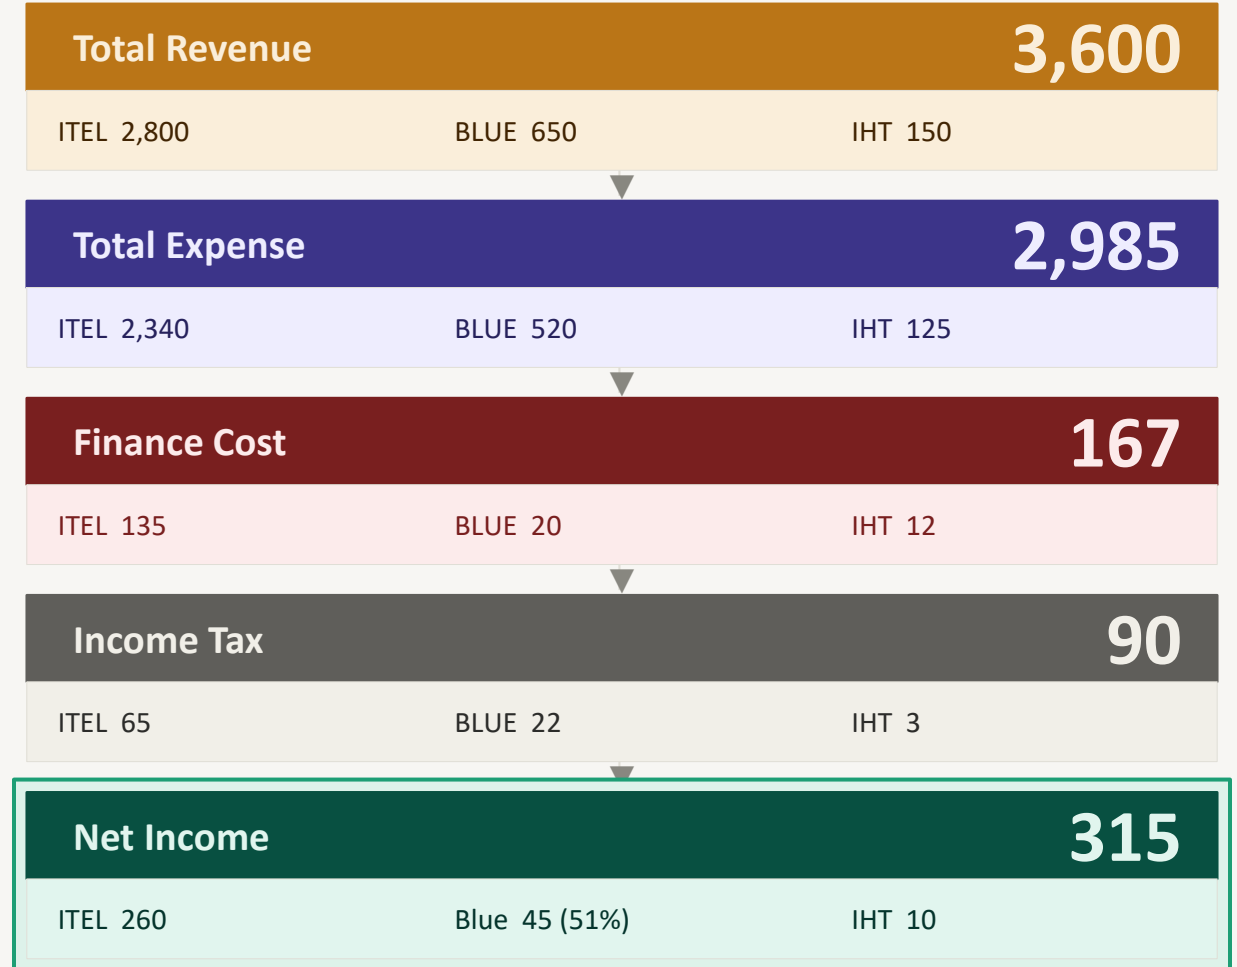 Total Revenue 3,600
ITEL 2,800 BLUE 650 IHT 150
Total Expense 2,985
ITEL 2,340 BLUE 520 IHT 125
Finance Cost 167
ITEL 135 BLUE 20 IHT 12
Income Tax 90
ITEL 65 BLUE 22 IHT 3
Net Income 315
ITEL 260 Blue 45 (51%) IHT 10